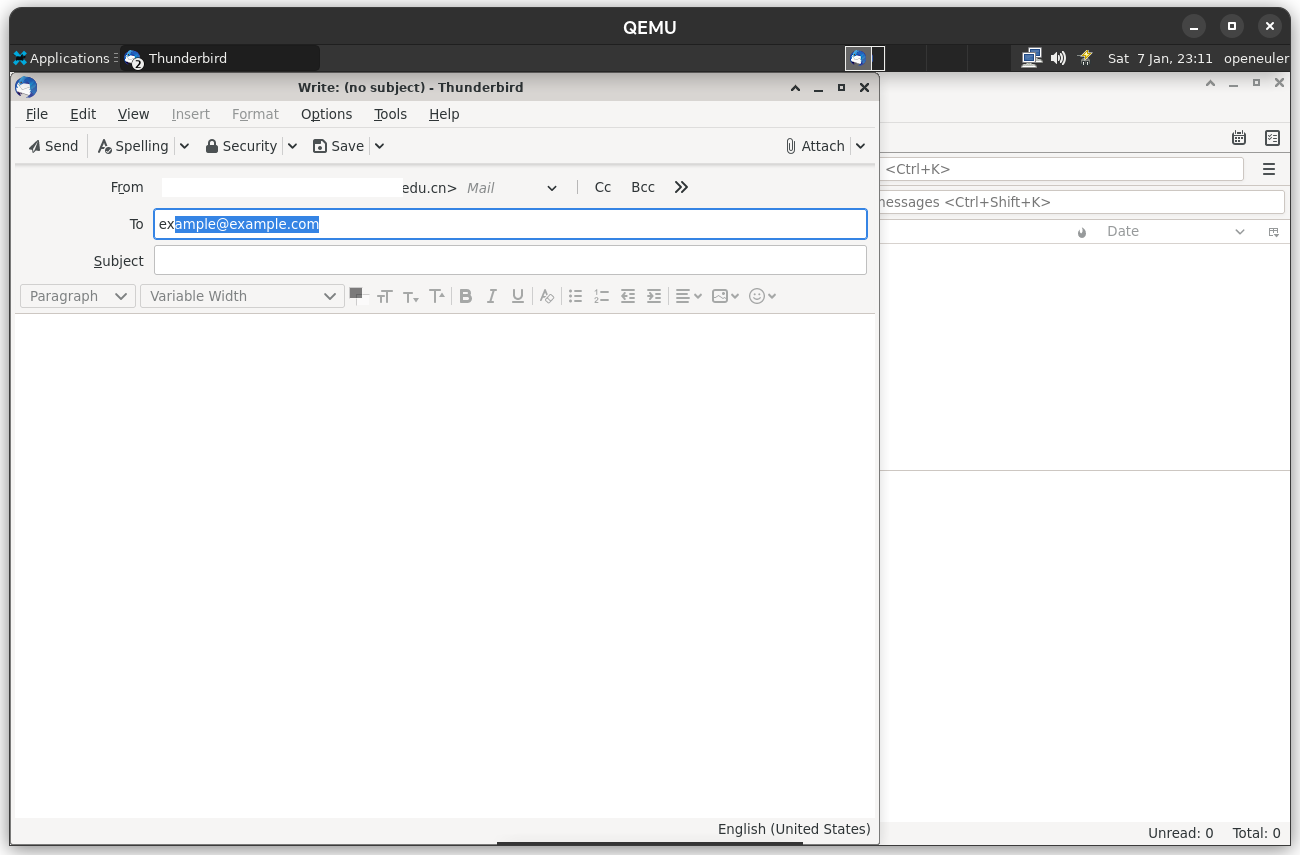 QEMU
Applications
2
Thunderbird
Sat 7 Jan, 23:11
openeuler
Write: (no subject) - Thunderbird
File Edit View Insert Format Options Tools Help
Send Spelling Security Save Attach
<Ctrl+K>
From edu.cn> Mail Cc Bcc
essages <Ctrl+Shift+K>
To example@example.com
Date
Subject
Paragraph Variable Width
English (United States)
Unread: 0 Total: 0